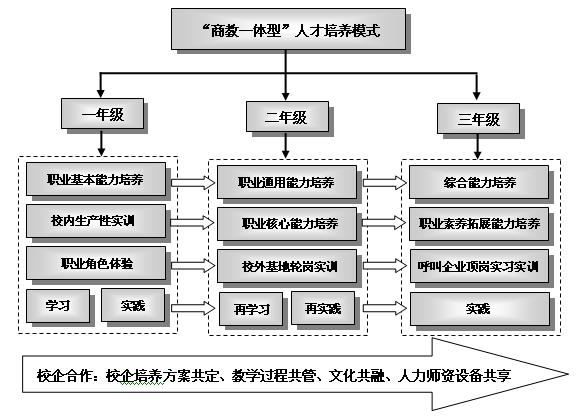 “商教一体型”人才培养模式
一年级
二年级
三年级
职业基本能力培养
职业通用能力培养
综合能力培养
校内生产性实训
职业核心能力培养
职业素养拓展能力培养
职业角色体验
校外基地轮岗实训
呼叫企业顶岗实习实训
学习
实践
再学习
再实践
实践
校企合作：校企培养方案共定、教学过程共管、文化共融、人力师资设备共享